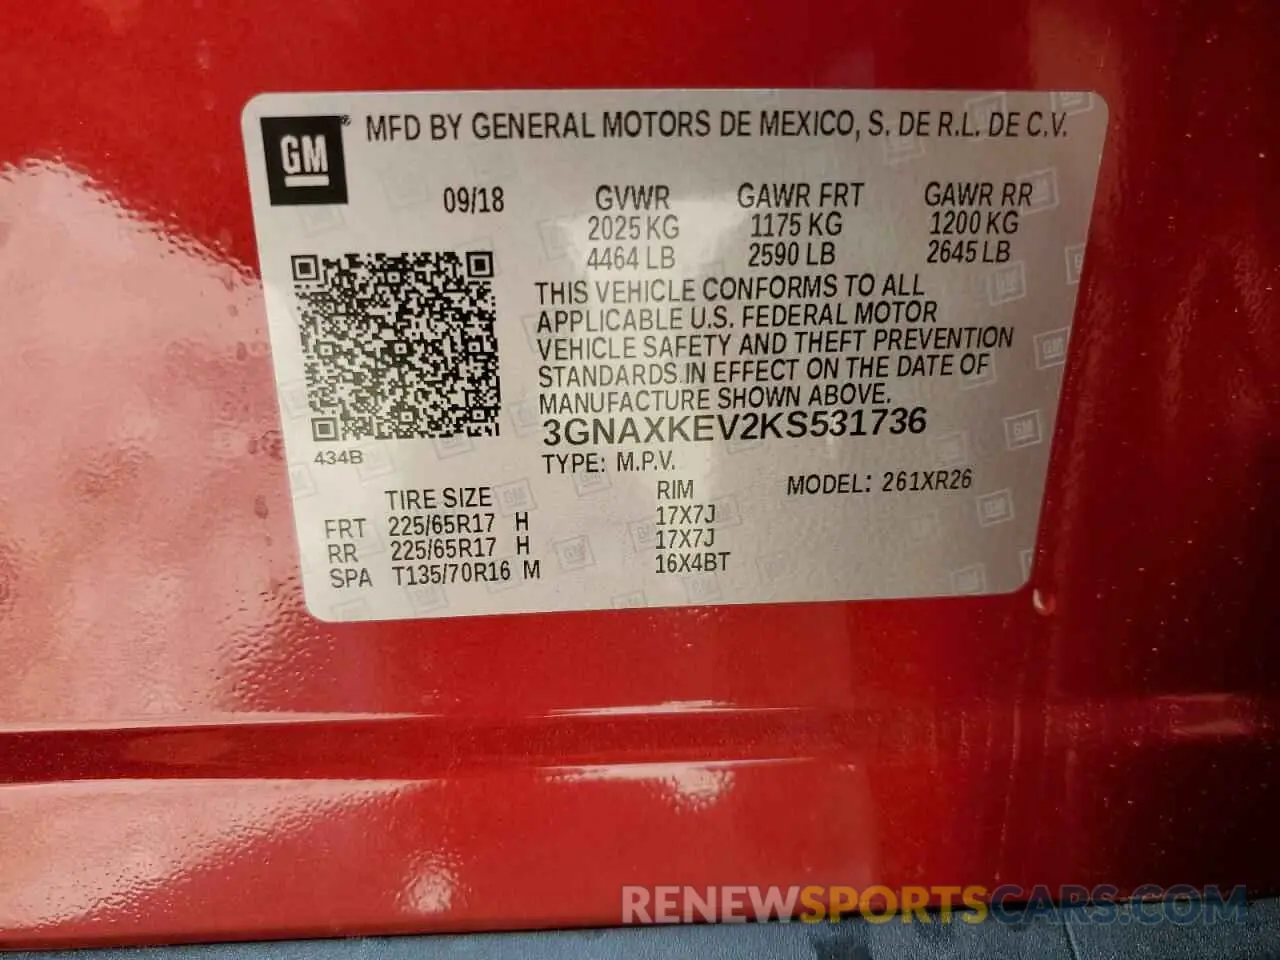 GM ® MFD BY GENERAL MOTORS DE MEXICO, S. DE R.L. DE C.V.
09/18 GVWR GAWR FRT GAWR RR
2025 KG 1175 KG 1200 KG
4464 LB 2590 LB 2645 LB
THIS VEHICLE CONFORMS TO ALL
APPLICABLE U.S. FEDERAL MOTOR
VEHICLE SAFETY AND THEFT PREVENTION
STANDARDS IN EFFECT ON THE DATE OF
MANUFACTURE SHOWN ABOVE.
3GNAXKEV2KS531736
434B
TYPE: M.P.V.
MODEL: 261XR26
TIRE SIZE RIM
FRT 225/65R17 H 17X7J
RR 225/65R17 H 17X7J
SPA T135/70R16 M 16X4BT
RENEWSPORTSCARS.COM